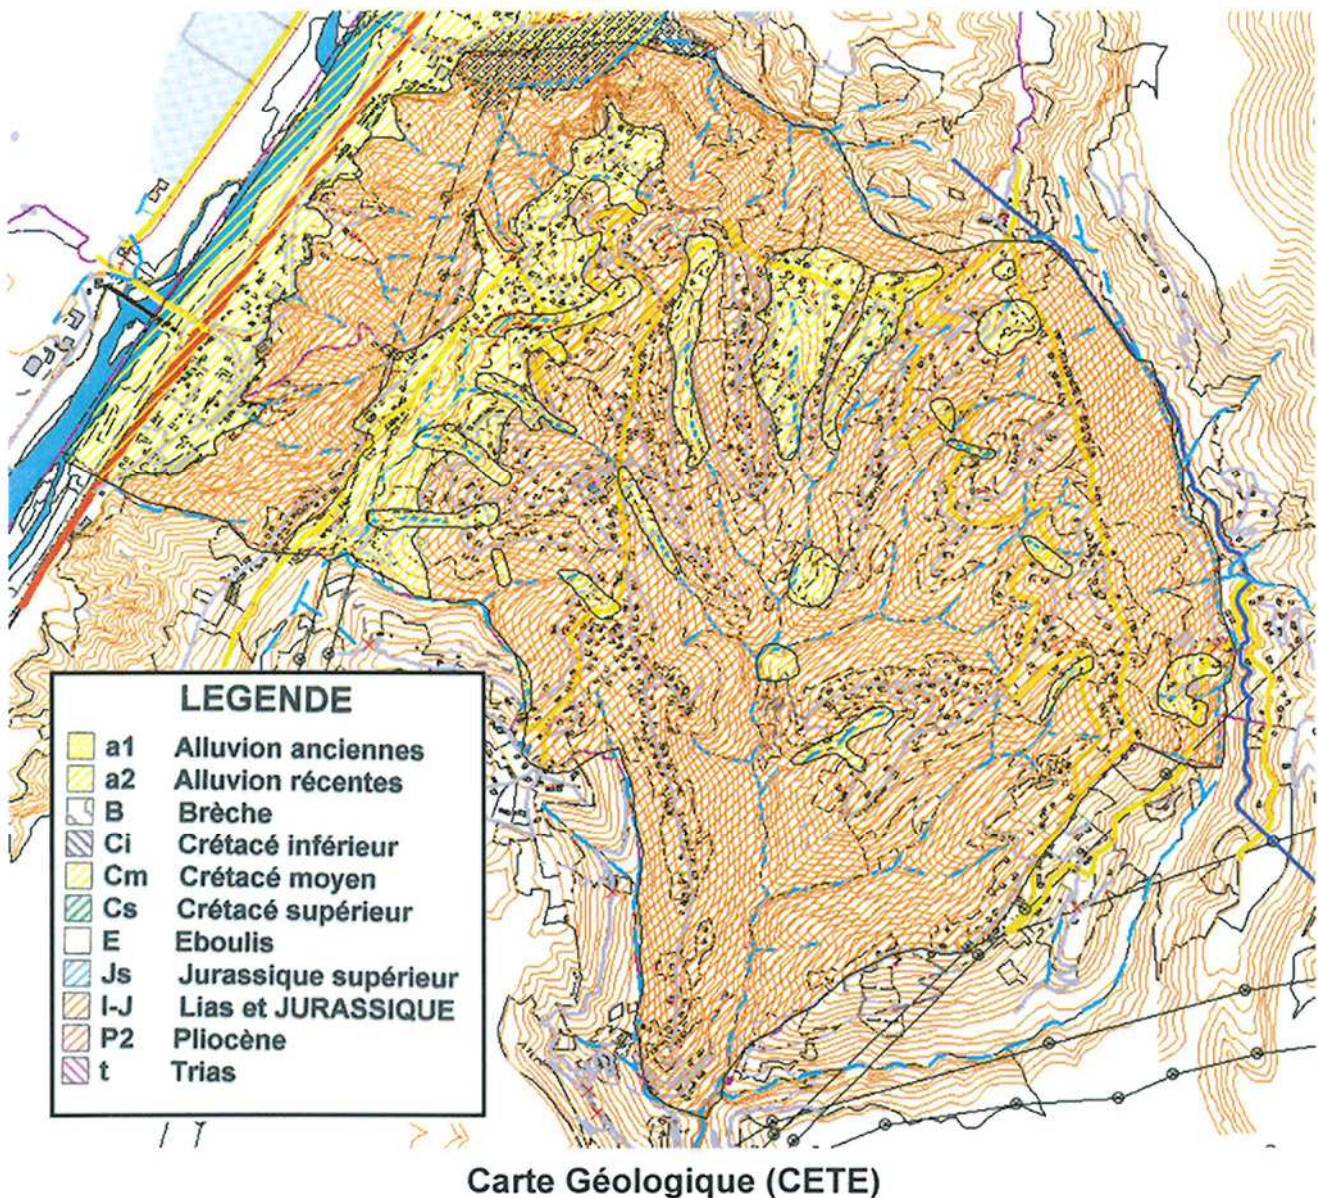 LEGENDE
a1 Alluvion anciennes
a2 Alluvion récentes
B Brèche
Ci Crétacé inférieur
Cm Crétacé moyen
Cs Crétacé supérieur
E Eboulis
Js Jurassique supérieur
l-J Lias et JURASSIQUE
P2 Pliocène
t Trias
Carte Géologique (CETE)